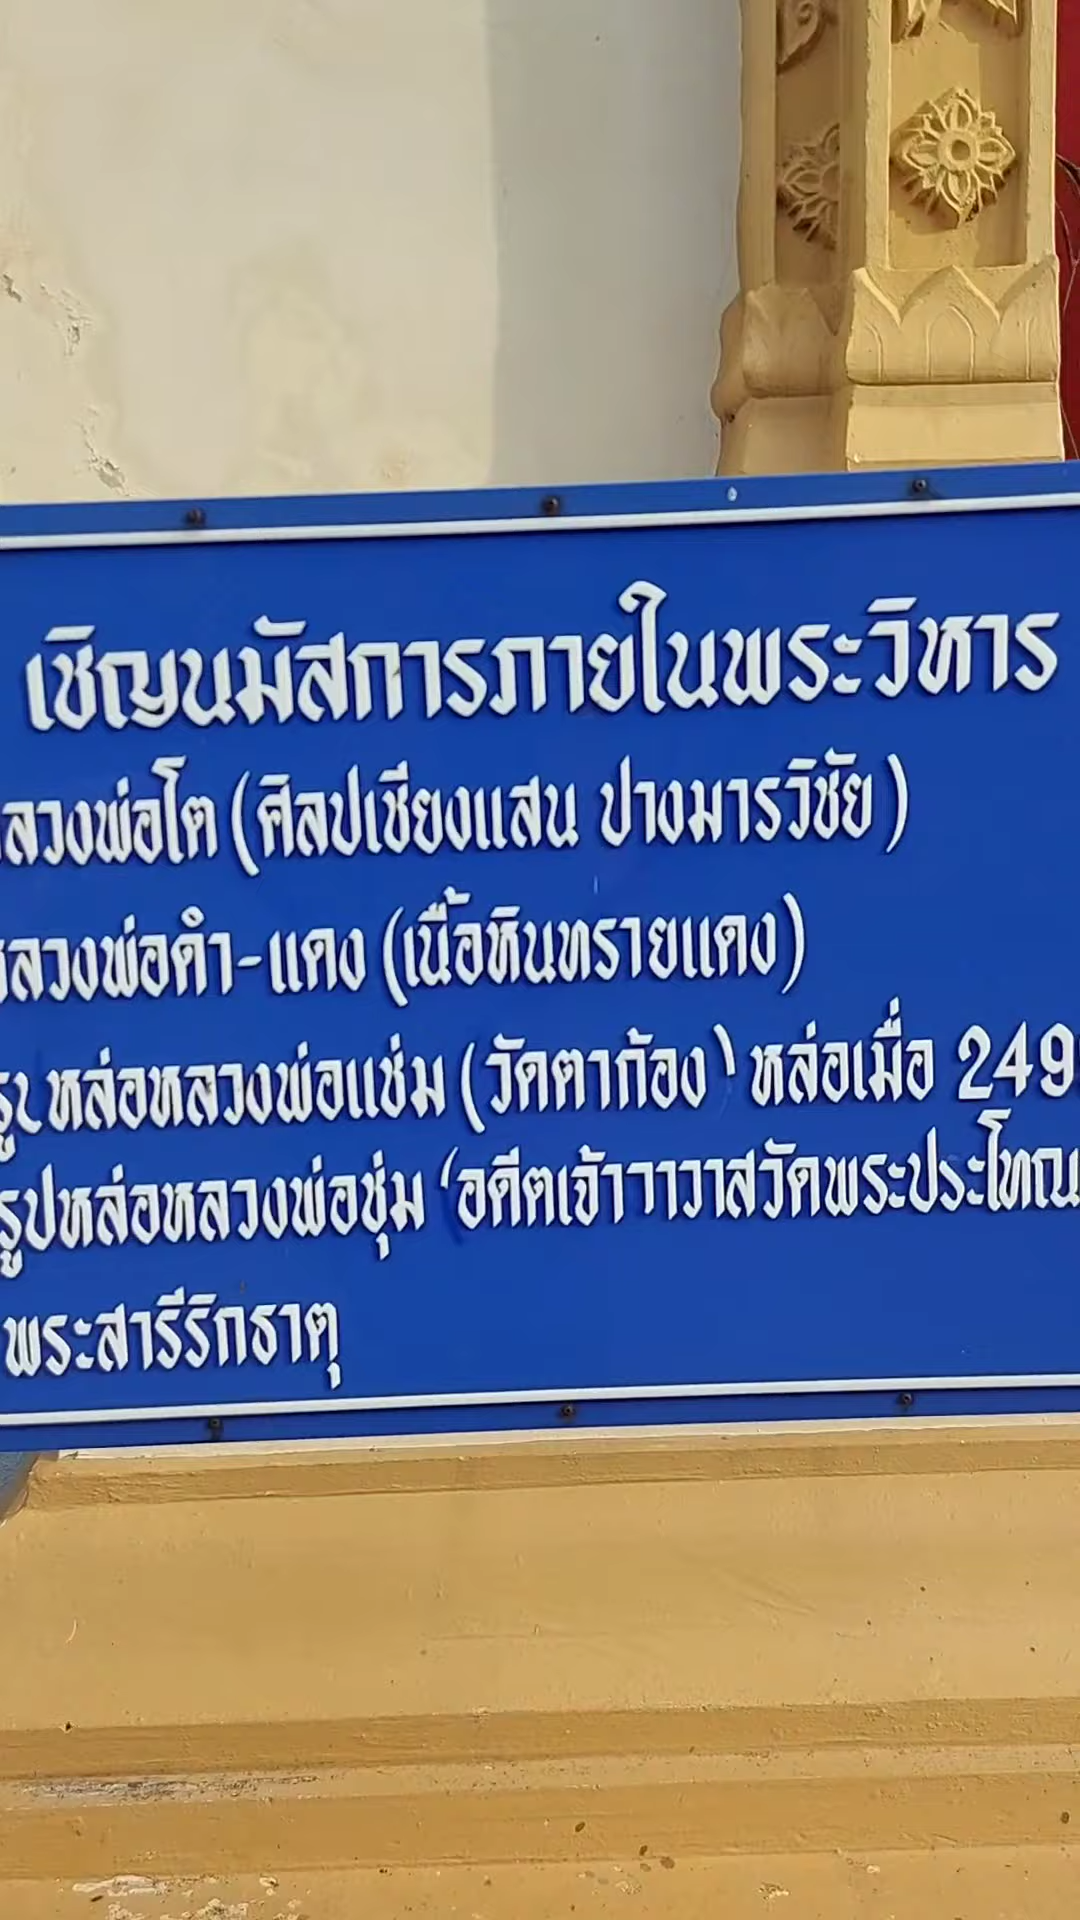 เชิญนมัสการภายในพระวิหาร
หลวงพ่อโต (ศิลปเชียงแสน ปางมารวิชัย)
หลวงพ่อดำ-แดง (เนื้อหินทรายแดง)
รูปหล่อหลวงพ่อแช่ม (วัดตาก้อง) หล่อเมื่อ 249
รูปหล่อหลวงพ่อชุ่ม (อดีตเจ้าาาวาสวัดพระประโทณ
พระสารีริกธาตุ